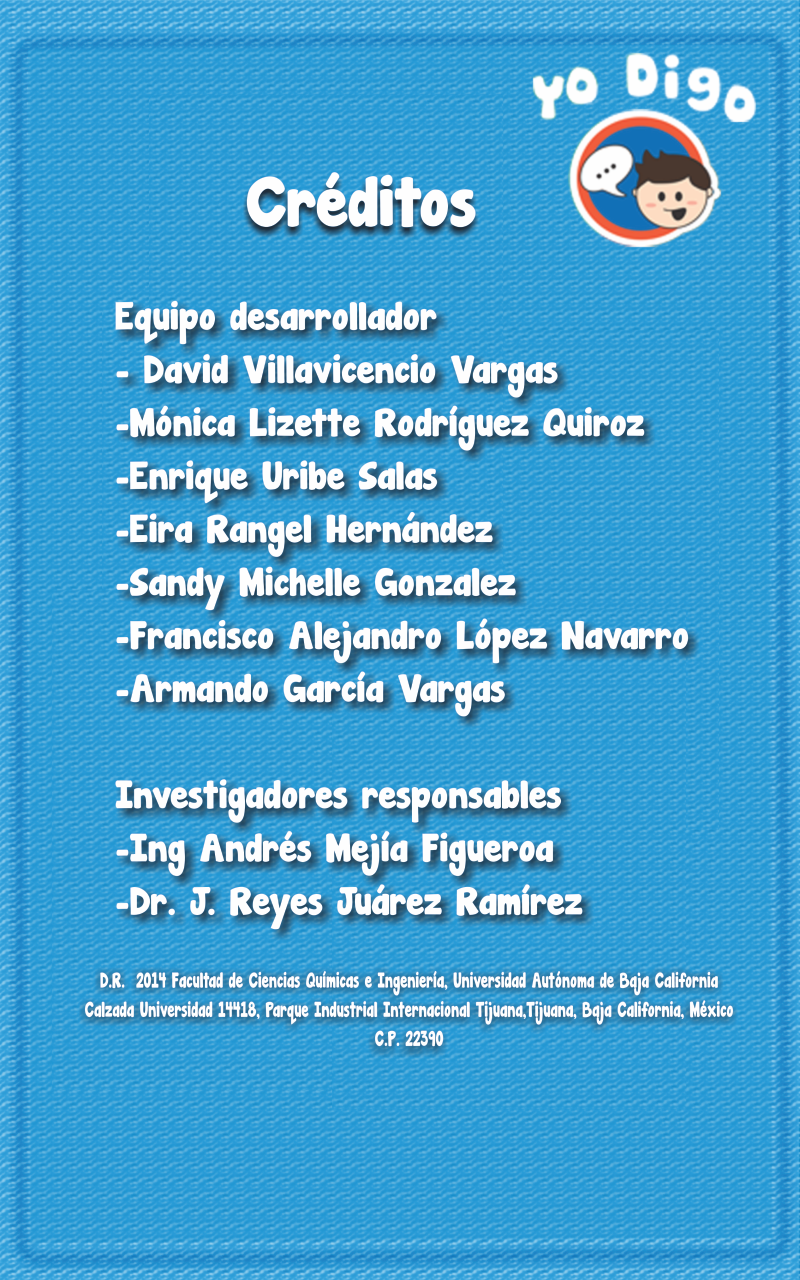 Yo Digo
Créditos
Equipo desarrollador
- David Villavicencio Vargas
-Mónica Lizette Rodríguez Quiroz
-Enrique Uribe Salas
-Eira Rangel Hernández
-Sandy Michelle Gonzalez
-Francisco Alejandro López Navarro
-Armando García Vargas
Investigadores responsables
-Ing Andrés Mejía Figueroa
-Dr. J. Reyes Juárez Ramírez
D.R. 2014 Facultad de Ciencias Químicas e Ingeniería, Universidad Autónoma de Baja California
Calzada Universidad 14418, Parque Industrial Internacional Tijuana,Tijuana, Baja California, México
C.P. 22390